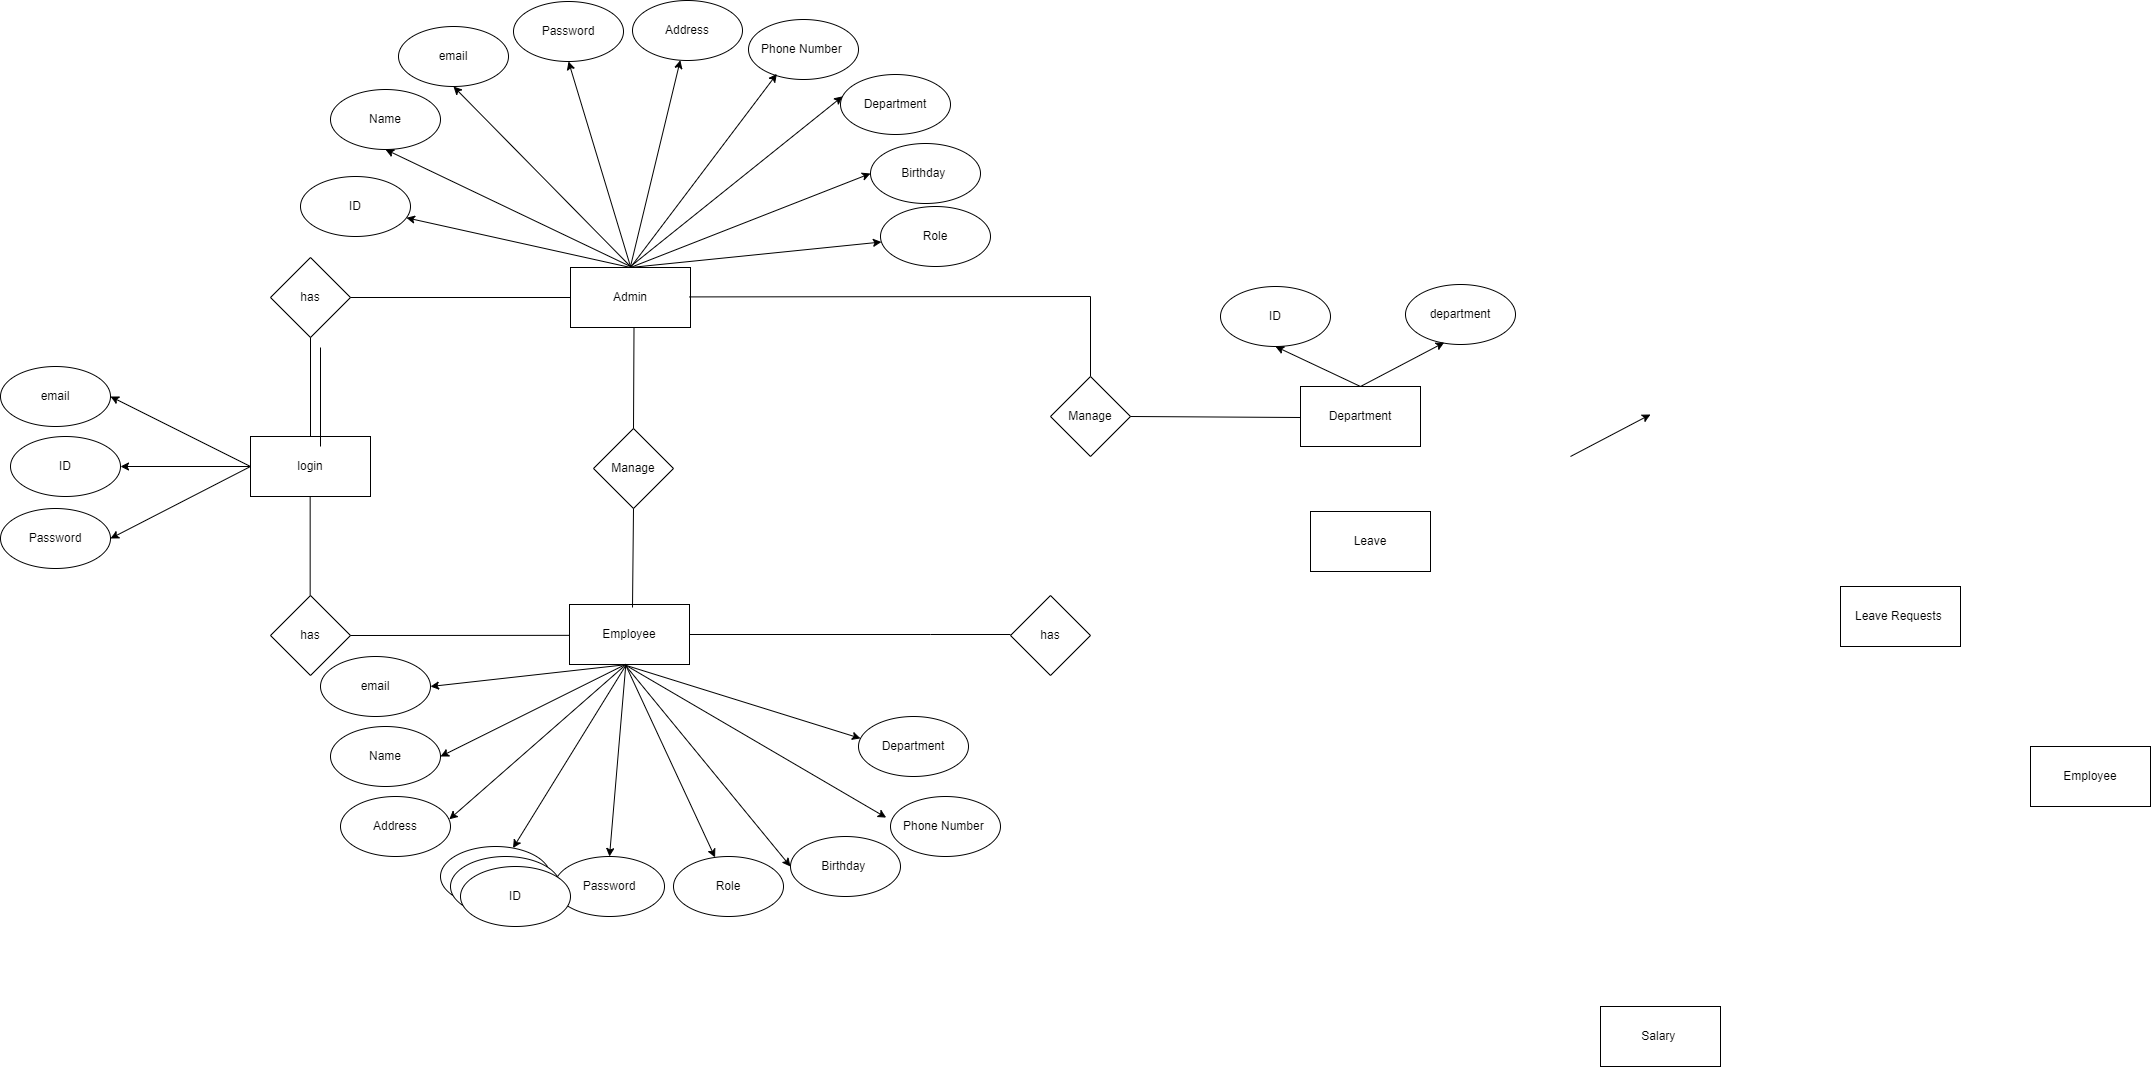 Password
Address
Phone Number
email
Department
Name
Birthday
ID
Role
has
Admin
ID
department
email
Manage
Department
ID
login
Manage
Password
Leave
Leave Requests
has
Employee
has
email
Name
Department
Employee
Address
Phone Number
Birthday
ID
Password
Role
Salary